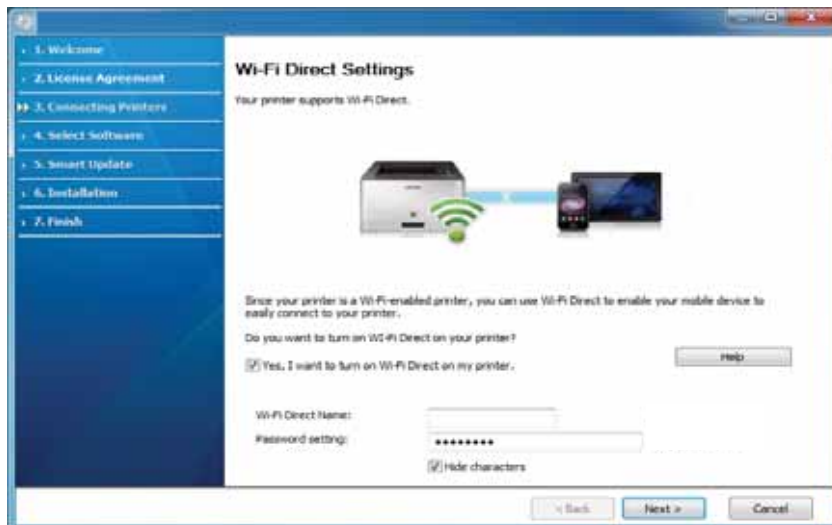 1. Welcome
2. License Agreement
3. Connecting Printers
4. Select Software
5. Smart Update
6. Installation
7. Finish
Wi-Fi Direct Settings
Your printer supports Wi-Fi Direct.
Since your printer is a Wi-Fi-enabled printer, you can use Wi-Fi Direct to enable your mobile device to
easily connect to your printer.
Do you want to turn on Wi-Fi Direct on your printer?
Yes, I want to turn on Wi-Fi Direct on my printer.
Help
Wi-Fi Direct Name:
Password setting:
••••••••
Hide characters
< Back
Next >
Cancel